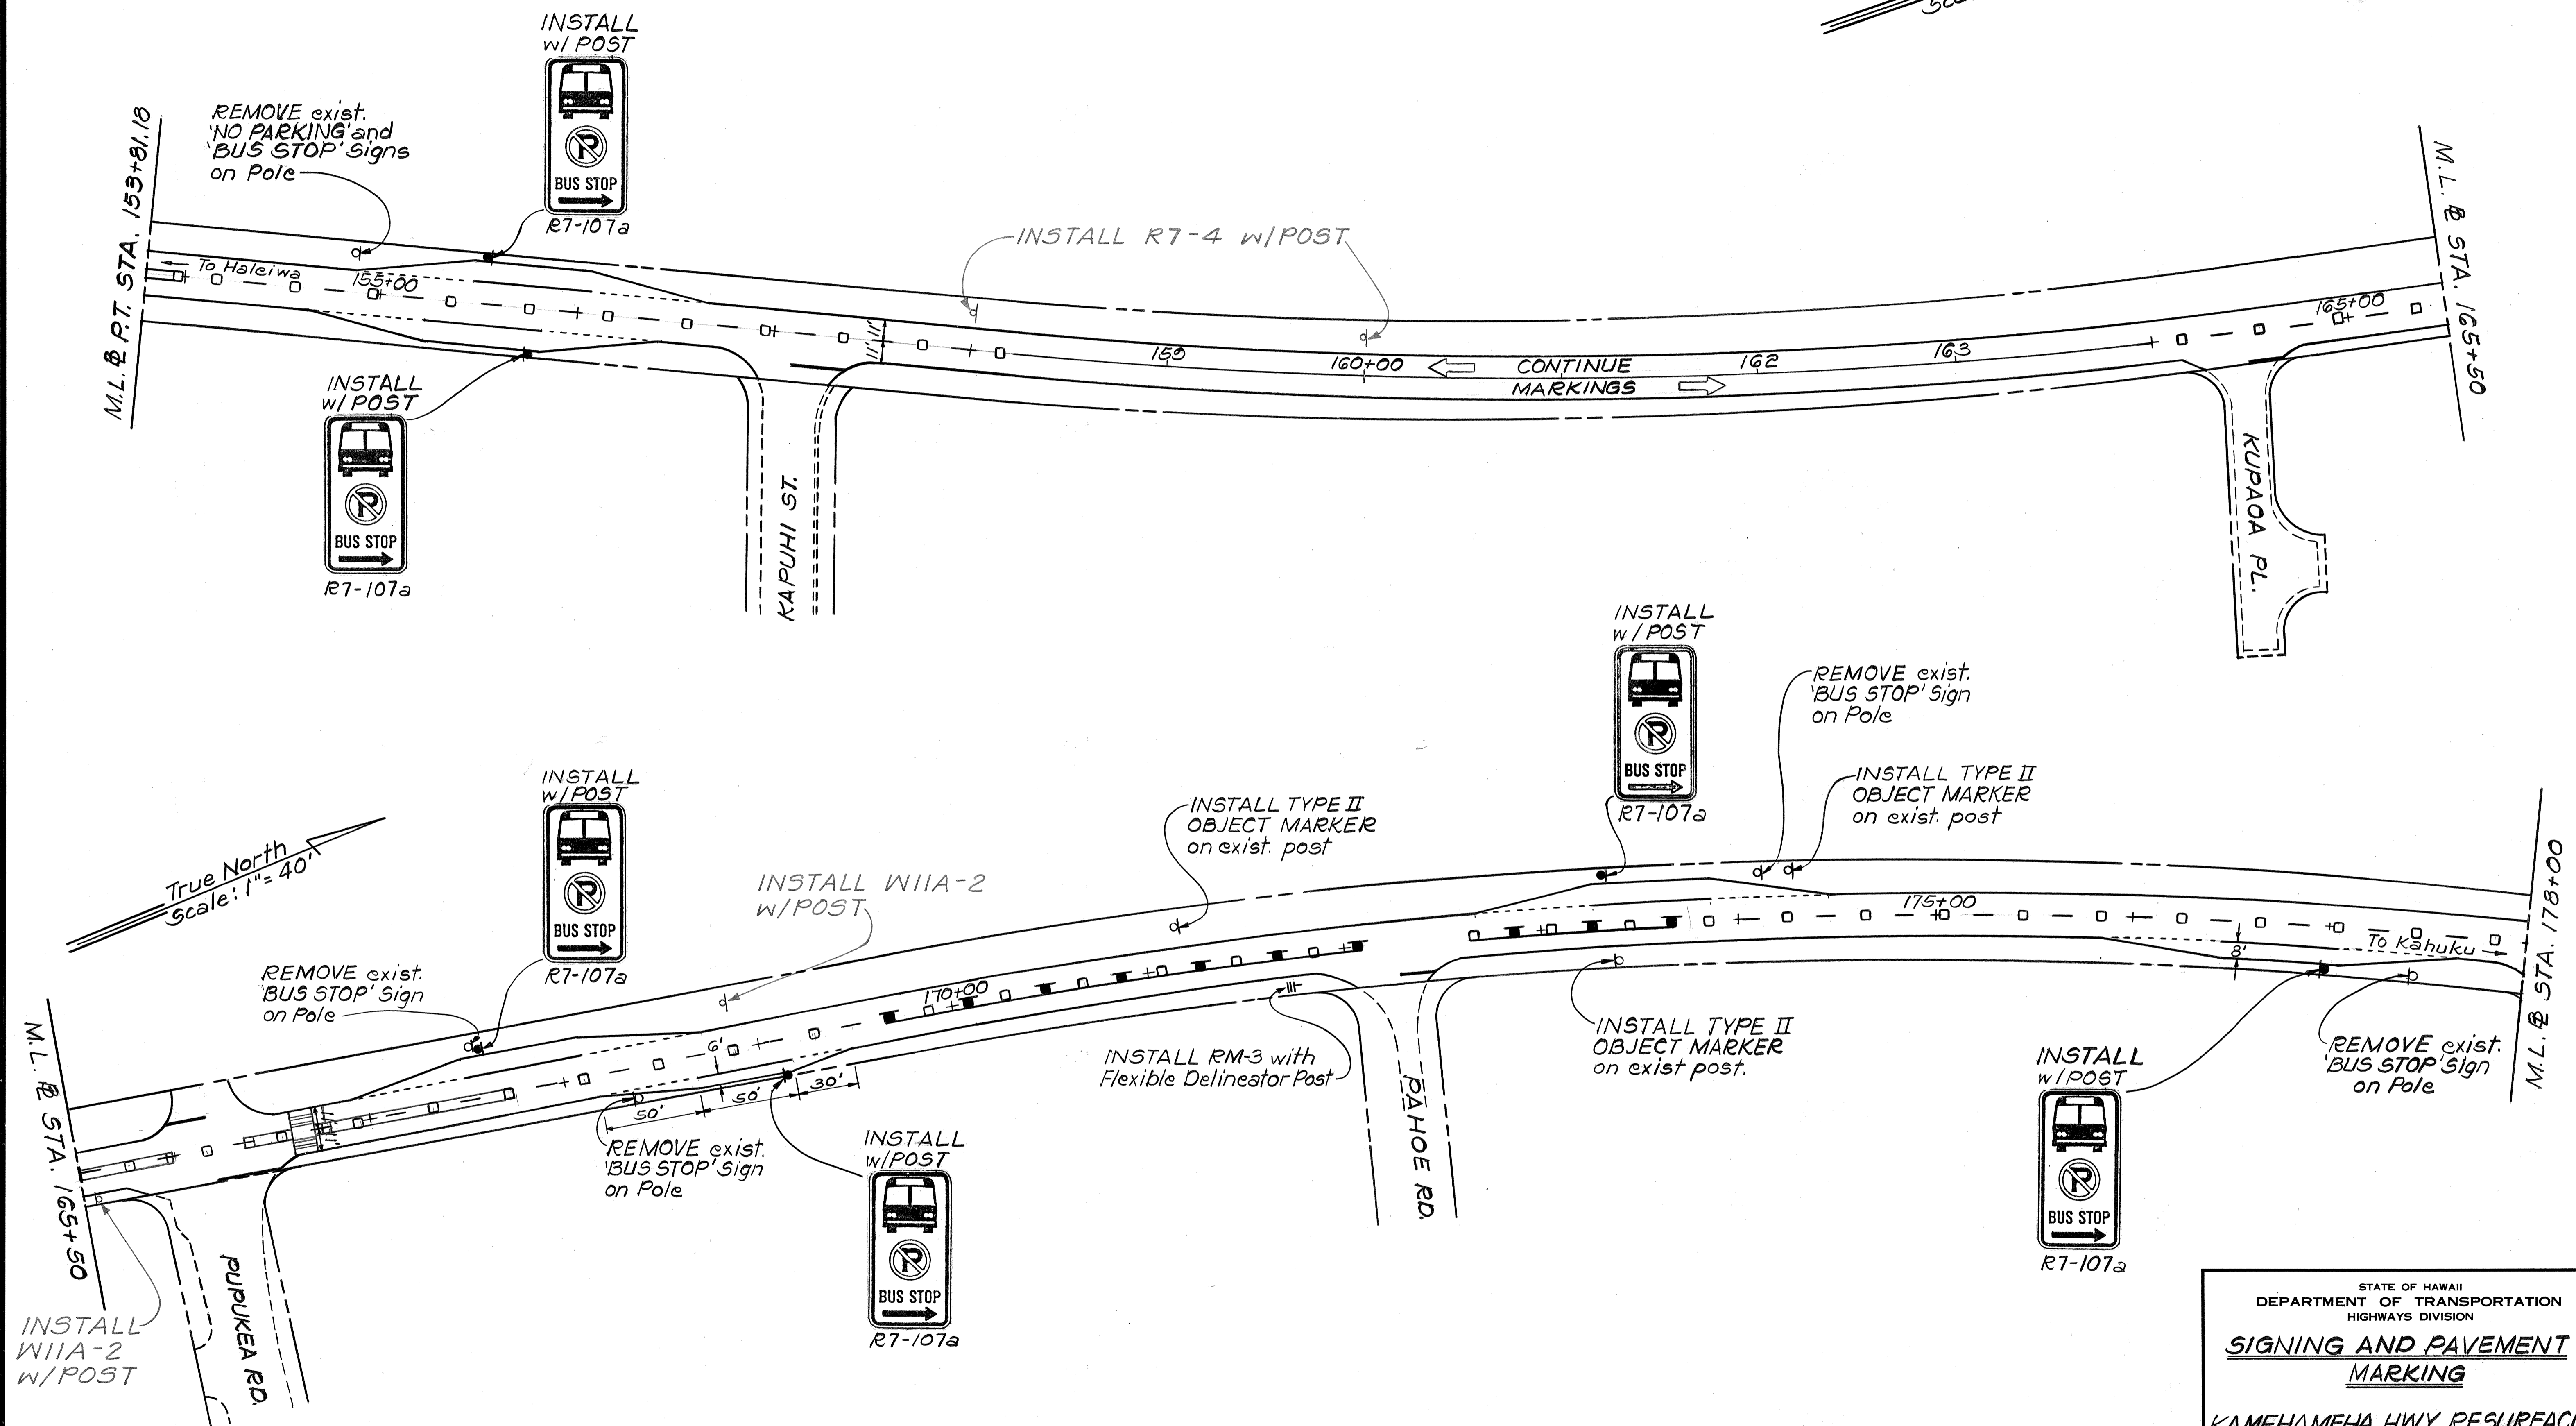 INSTALL
w/ POST
BUS STOP
R7-107a
REMOVE exist.
'NO PARKING' and
'BUS STOP' Signs
on Pole
M.L. ⅊ P.T. STA. 153+81.18
To Haleiwa
155+00
INSTALL R7-4 W/POST
11'
11'
159
160+00
CONTINUE
MARKINGS
162
163
165+00
M.L. ⅊ STA. 165+50
INSTALL
w/ POST
BUS STOP
R7-107a
KAPUHI ST.
KUPAOA PL.
True North
Scale: 1"= 40'
M.L. ⅊ STA. 165+50
INSTALL
W11A-2
W/POST
PUPUKEA RD.
REMOVE exist.
'BUS STOP' Sign
on Pole
INSTALL
w/ POST
BUS STOP
R7-107a
11'
11'
6'
50'
50'
30'
REMOVE exist.
'BUS STOP' Sign
on Pole
INSTALL
w/POST
BUS STOP
R7-107a
INSTALL W11A-2
W/POST
170+00
INSTALL TYPE II
OBJECT MARKER
on exist. post
INSTALL RM-3 with
Flexible Delineator Post
PAHOE RD.
INSTALL
w/POST
BUS STOP
R7-107a
REMOVE exist.
'BUS STOP' Sign
on Pole
INSTALL TYPE II
OBJECT MARKER
on exist. post
INSTALL TYPE II
OBJECT MARKER
on exist post.
175+00
8'
To Kahuku
INSTALL
w/POST
BUS STOP
R7-107a
REMOVE exist.
'BUS STOP' Sign
on Pole
M.L. ⅊ STA. 178+00
STATE OF HAWAII
DEPARTMENT OF TRANSPORTATION
HIGHWAYS DIVISION
SIGNING AND PAVEMENT
MARKING
KAMEHAMEHA HWY RESURFAC